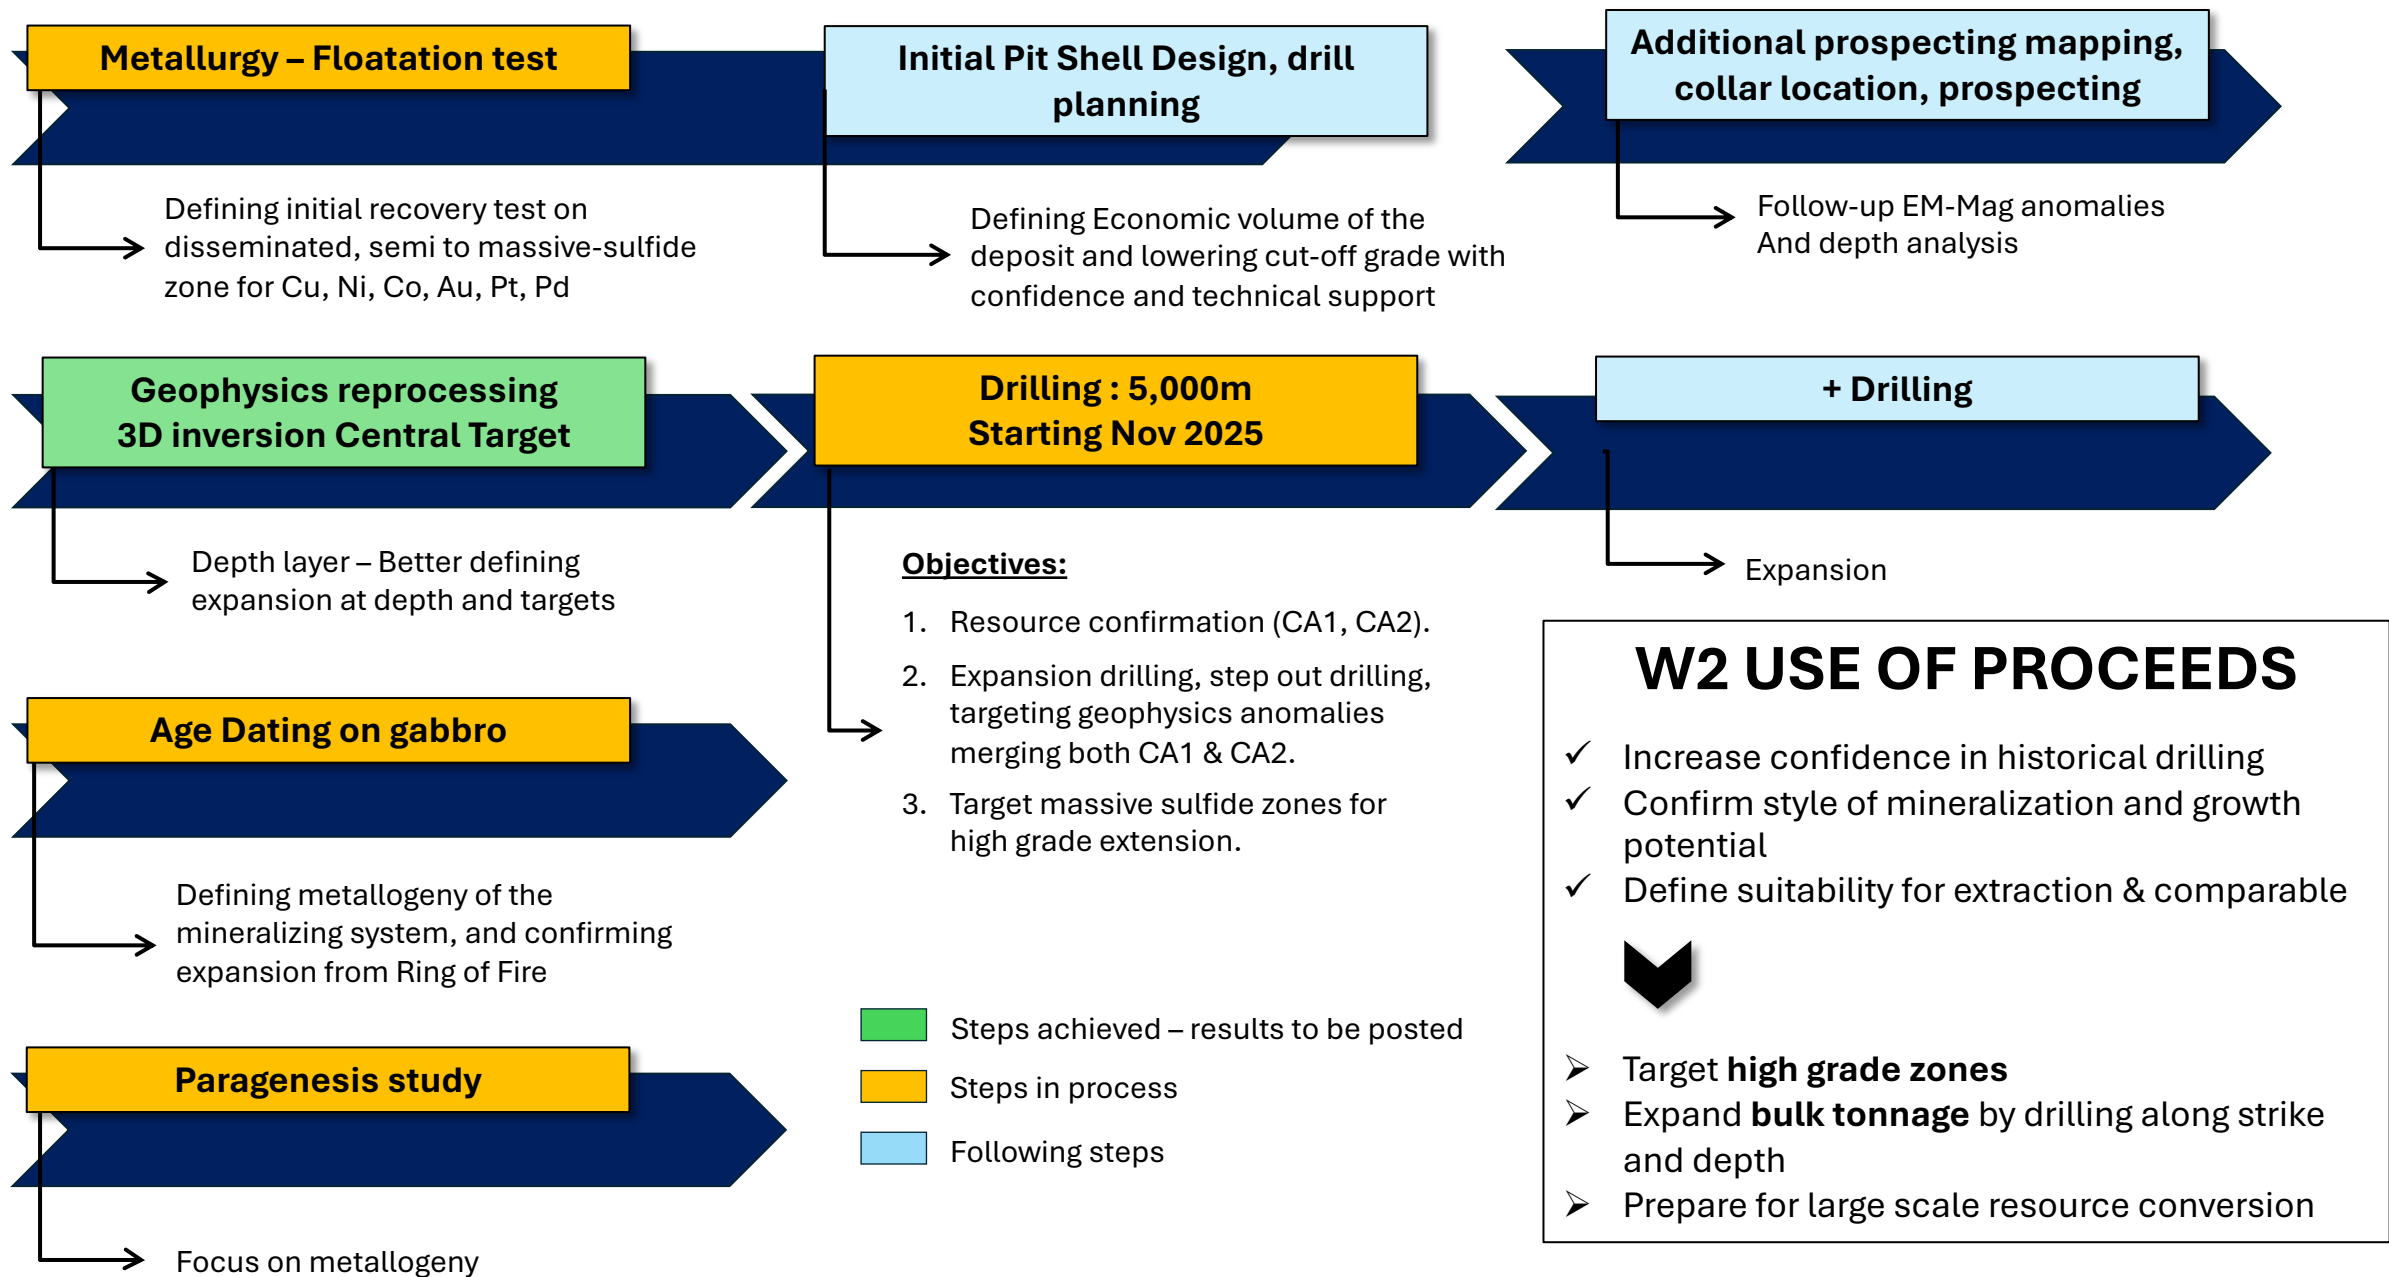 Metallurgy – Floatation test
Defining initial recovery test on
disseminated, semi to massive-sulfide
zone for Cu, Ni, Co, Au, Pt, Pd
Initial Pit Shell Design, drill
planning
Defining Economic volume of the
deposit and lowering cut-off grade with
confidence and technical support
Additional prospecting mapping,
collar location, prospecting
Follow-up EM-Mag anomalies
And depth analysis
Geophysics reprocessing
3D inversion Central Target
Depth layer – Better defining
expansion at depth and targets
Drilling : 5,000m
Starting Nov 2025
Objectives:
1. Resource confirmation (CA1, CA2).
2. Expansion drilling, step out drilling,
targeting geophysics anomalies
merging both CA1 & CA2.
3. Target massive sulfide zones for
high grade extension.
+ Drilling
Expansion
Age Dating on gabbro
Defining metallogeny of the
mineralizing system, and confirming
expansion from Ring of Fire
Paragenesis study
Focus on metallogeny
Steps achieved – results to be posted
Steps in process
Following steps
W2 USE OF PROCEEDS
✓ Increase confidence in historical drilling
✓ Confirm style of mineralization and growth
potential
✓ Define suitability for extraction & comparable
➢ Target high grade zones
➢ Expand bulk tonnage by drilling along strike
and depth
➢ Prepare for large scale resource conversion